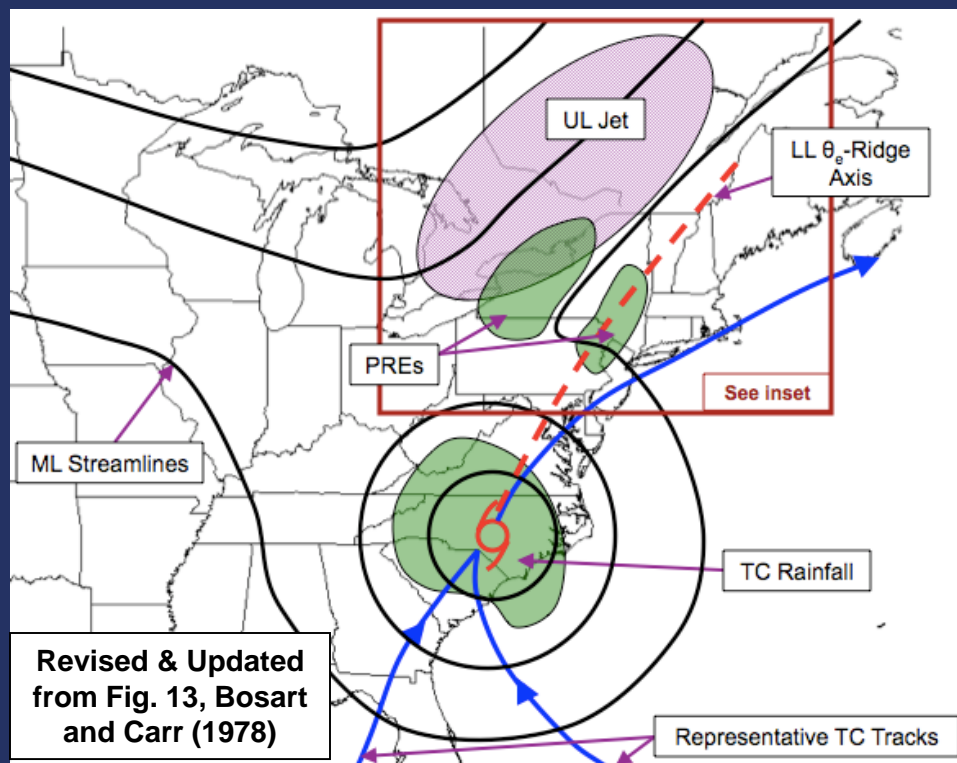 UL Jet
LL θe-Ridge
Axis
PREs
See inset
ML Streamlines
TC Rainfall
Revised & Updated
from Fig. 13, Bosart
and Carr (1978)
Representative TC Tracks